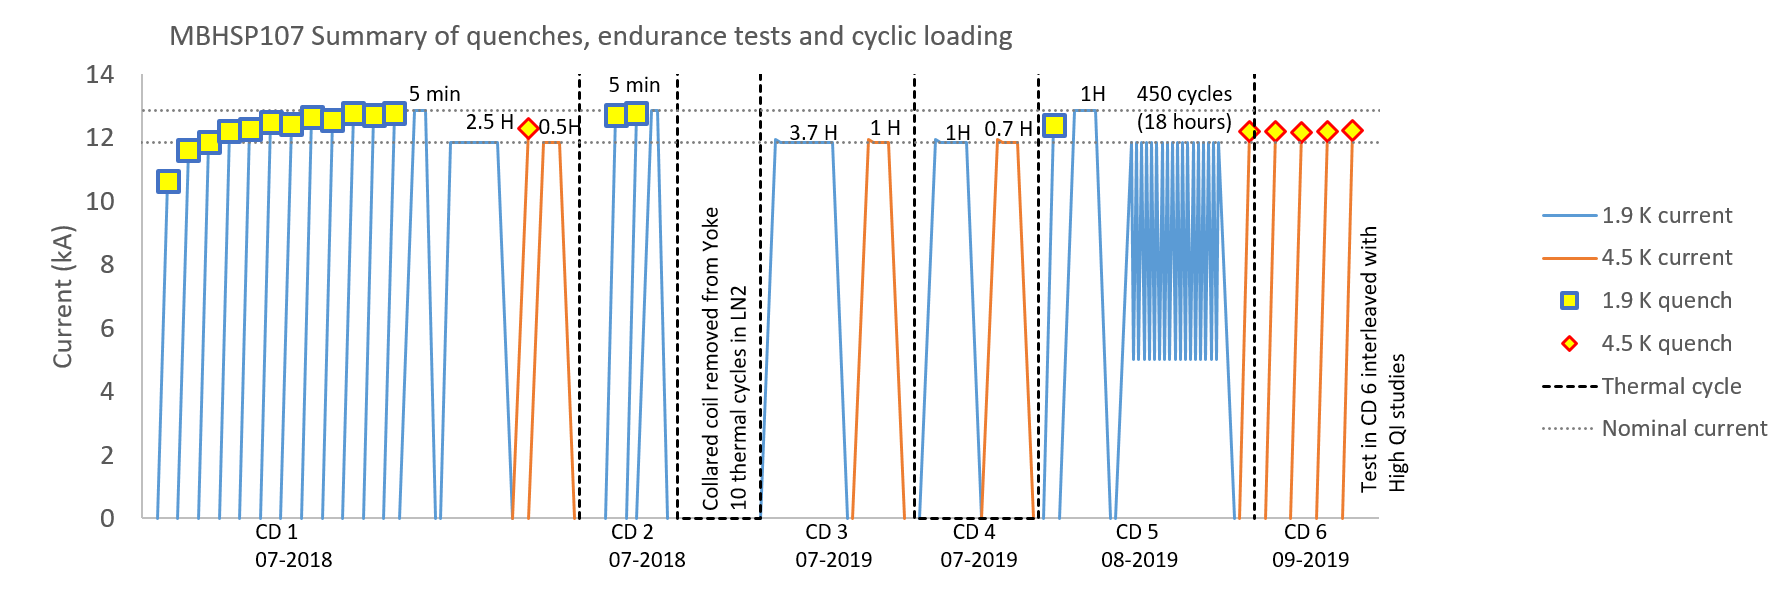 MBHSP107 Summary of quenches, endurance tests and cyclic loading
Current (kA)
14
12
10
8
6
4
2
0
5 min
2.5 H
0.5H
5 min
Collared coil removed from Yoke
10 thermal cycles in LN2
3.7 H
1 H
1H
0.7 H
1H
450 cycles
(18 hours)
Test in CD 6 interleaved with
High QI studies
CD 1
07-2018
CD 2
07-2018
CD 3
07-2019
CD 4
07-2019
CD 5
08-2019
CD 6
09-2019
1.9 K current
4.5 K current
1.9 K quench
4.5 K quench
Thermal cycle
Nominal current